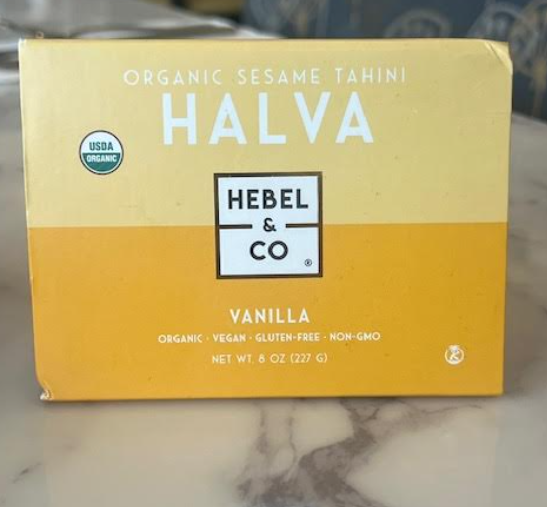 ORGANIC SESAME TAHINI
HALVA
USDA
ORGANIC
HEBEL
&
CO
®
VANILLA
ORGANIC · VEGAN · GLUTEN-FREE · NON-GMO
NET WT. 8 OZ (227 G)
K